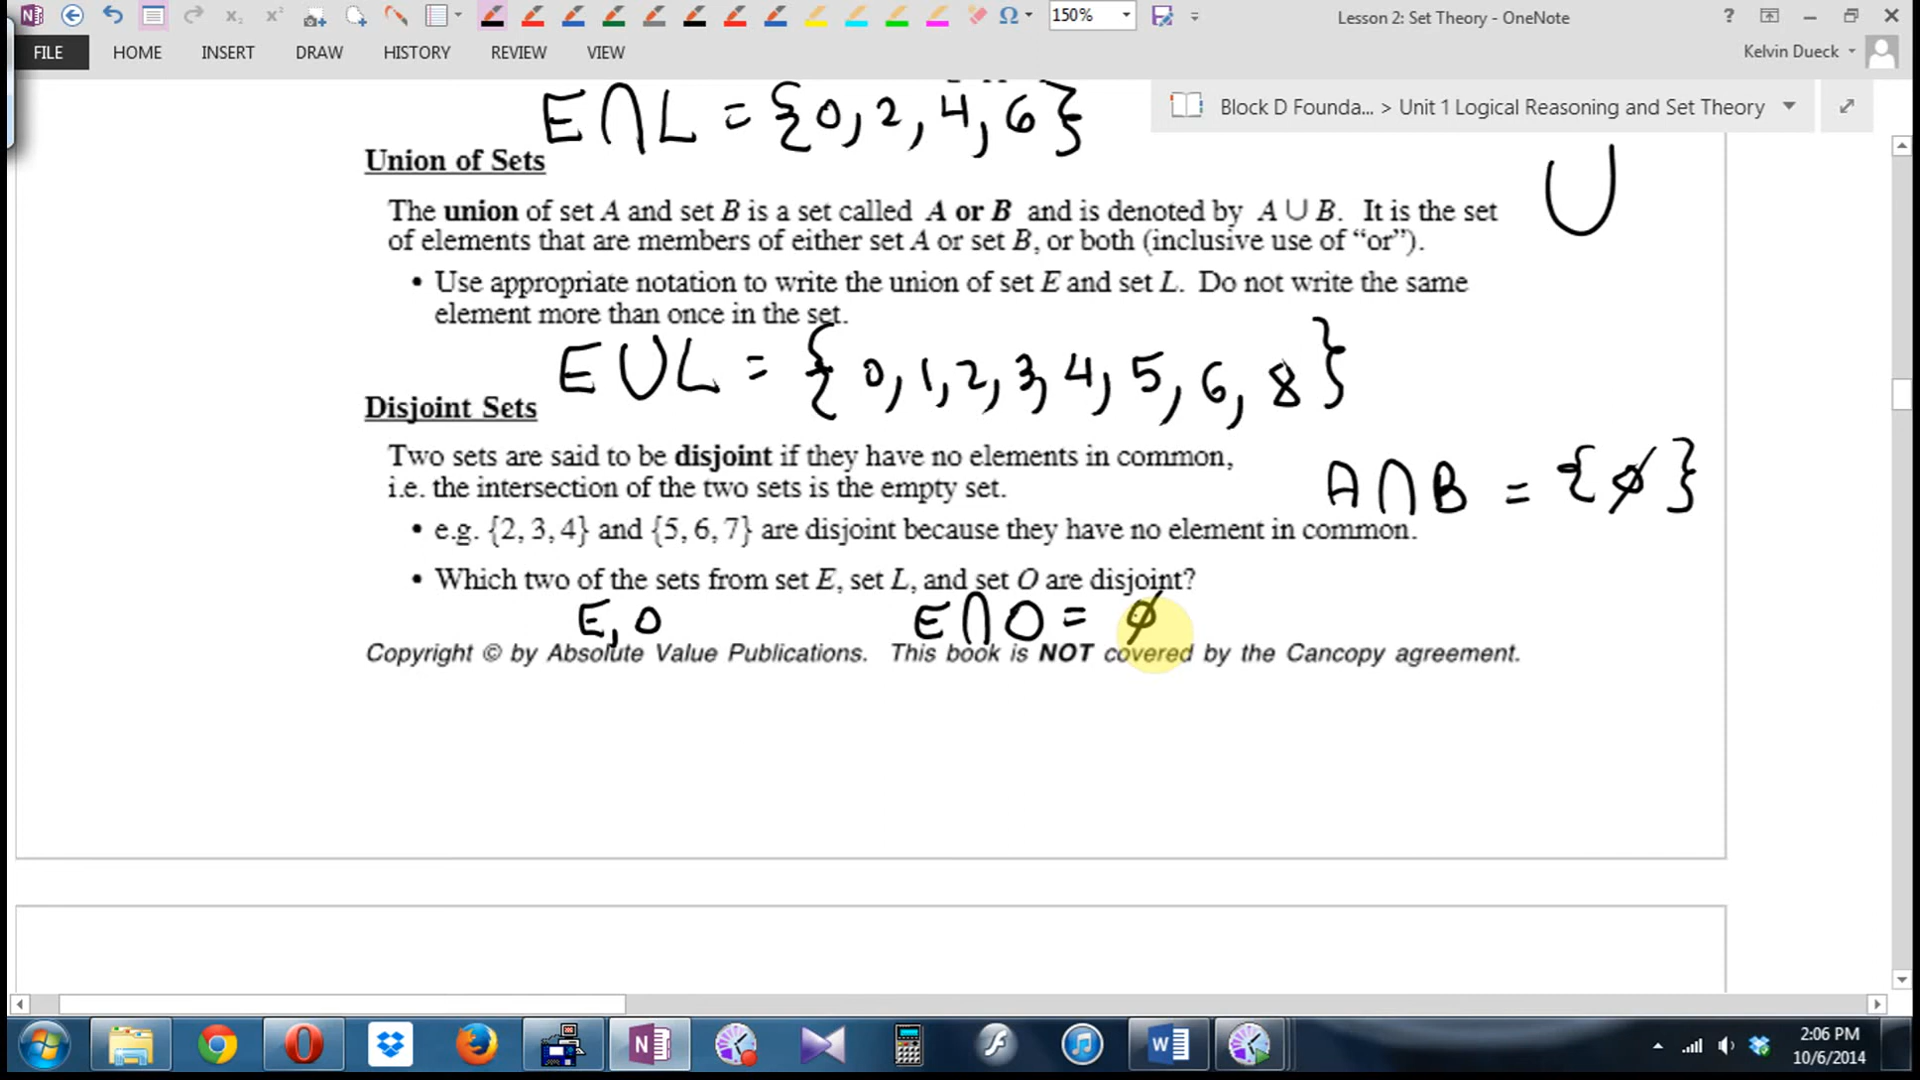 150%
Lesson 2: Set Theory - OneNote
FILE HOME INSERT DRAW HISTORY REVIEW VIEW
Kelvin Dueck
Block D Founda... > Unit 1 Logical Reasoning and Set Theory
E∩L = {0, 2, 4, 6}
Union of Sets
∪
The union of set A and set B is a set called A or B and is denoted by A ∪ B. It is the set
of elements that are members of either set A or set B, or both (inclusive use of “or”).
• Use appropriate notation to write the union of set E and set L. Do not write the same
element more than once in the set.
E∪L = {0, 1, 2, 3, 4, 5, 6, 8}
Disjoint Sets
Two sets are said to be disjoint if they have no elements in common,
i.e. the intersection of the two sets is the empty set.
A∩B = {ϕ}
• e.g. {2, 3, 4} and {5, 6, 7} are disjoint because they have no element in common.
• Which two of the sets from set E, set L, and set O are disjoint?
E, O E∩O = ϕ
Copyright © by Absolute Value Publications. This book is NOT covered by the Cancopy agreement.
2:06 PM
10/6/2014